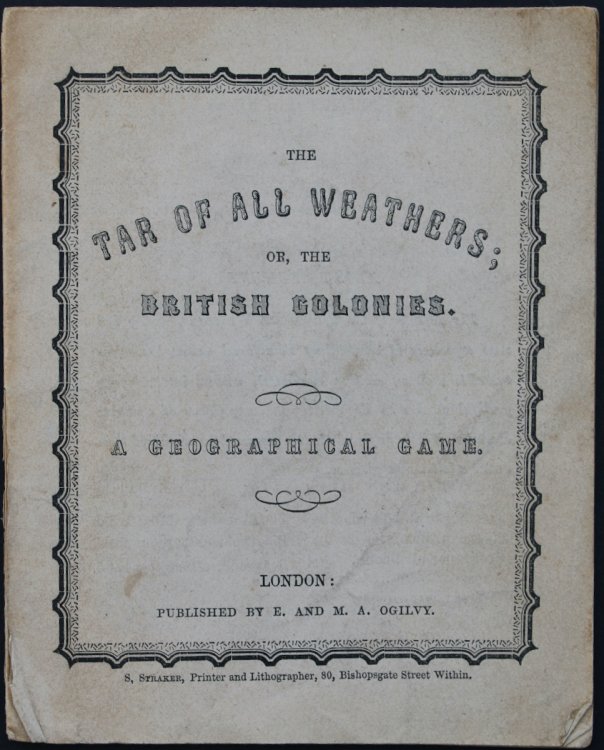 THE
TAR OF ALL WEATHERS;
OR, THE
BRITISH COLONIES.
A GEOGRAPHICAL GAME.
LONDON:
PUBLISHED BY E. AND M. A. OGILVY.
S, STRAKER, Printer and Lithographer, 80, Bishopsgate Street Within.